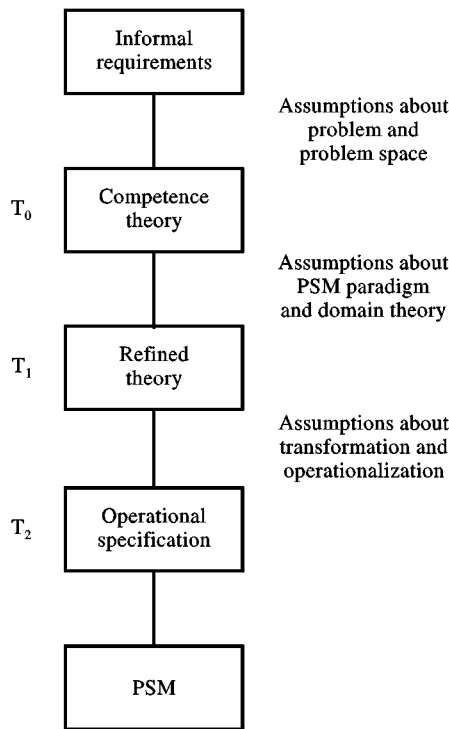 Informal
requirements
Assumptions about
problem and
problem space
T₀
Competence
theory
Assumptions about
PSM paradigm
and domain theory
T₁
Refined
theory
Assumptions about
transformation and
operationalization
T₂
Operational
specification
PSM